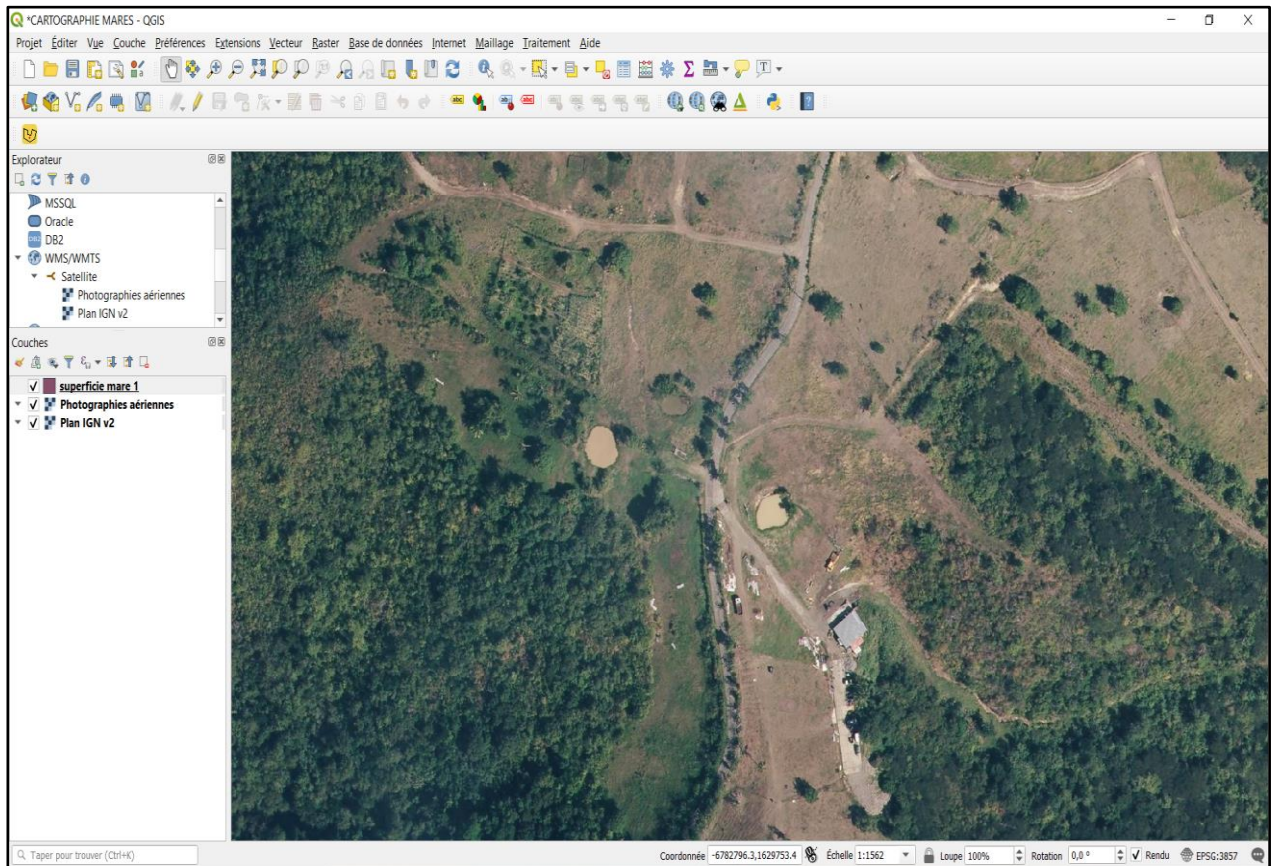 *CARTOGRAPHIE MARES - QGIS
Projet Éditer Vue Couche Préférences Extensions Vecteur Raster Base de données Internet Maillage Traitement Aide
Explorateur
MSSQL
Oracle
DB2 DB2
WMS/WMTS
Satellite
Photographies aériennes
Plan IGN v2
Couches
superficie mare 1
Photographies aériennes
Plan IGN v2
Taper pour trouver (Ctrl+K) Coordonnée -6782796.3,1629753.4 Échelle 1:1562 Loupe 100% Rotation 0,0 ° Rendu EPSG:3857